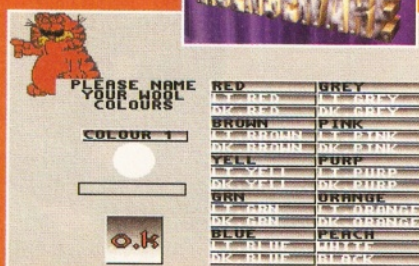 PLEASE NAME
YOUR WOOL
COLOURS
COLOUR 1
o.k
RED GREY
LT RED LT GREY
DK RED DK GREY
BROWN PINK
LT BROWN LT PINK
DK BROWN DK PINK
YELL PURP
LT YELL LT PURP
DK YELL DK PURP
GRN ORANGE
LT GRN LT ORANGE
DK GRN DK ORANGE
BLUE PEACH
LT BLUE WHITE
DK BLUE BLACK